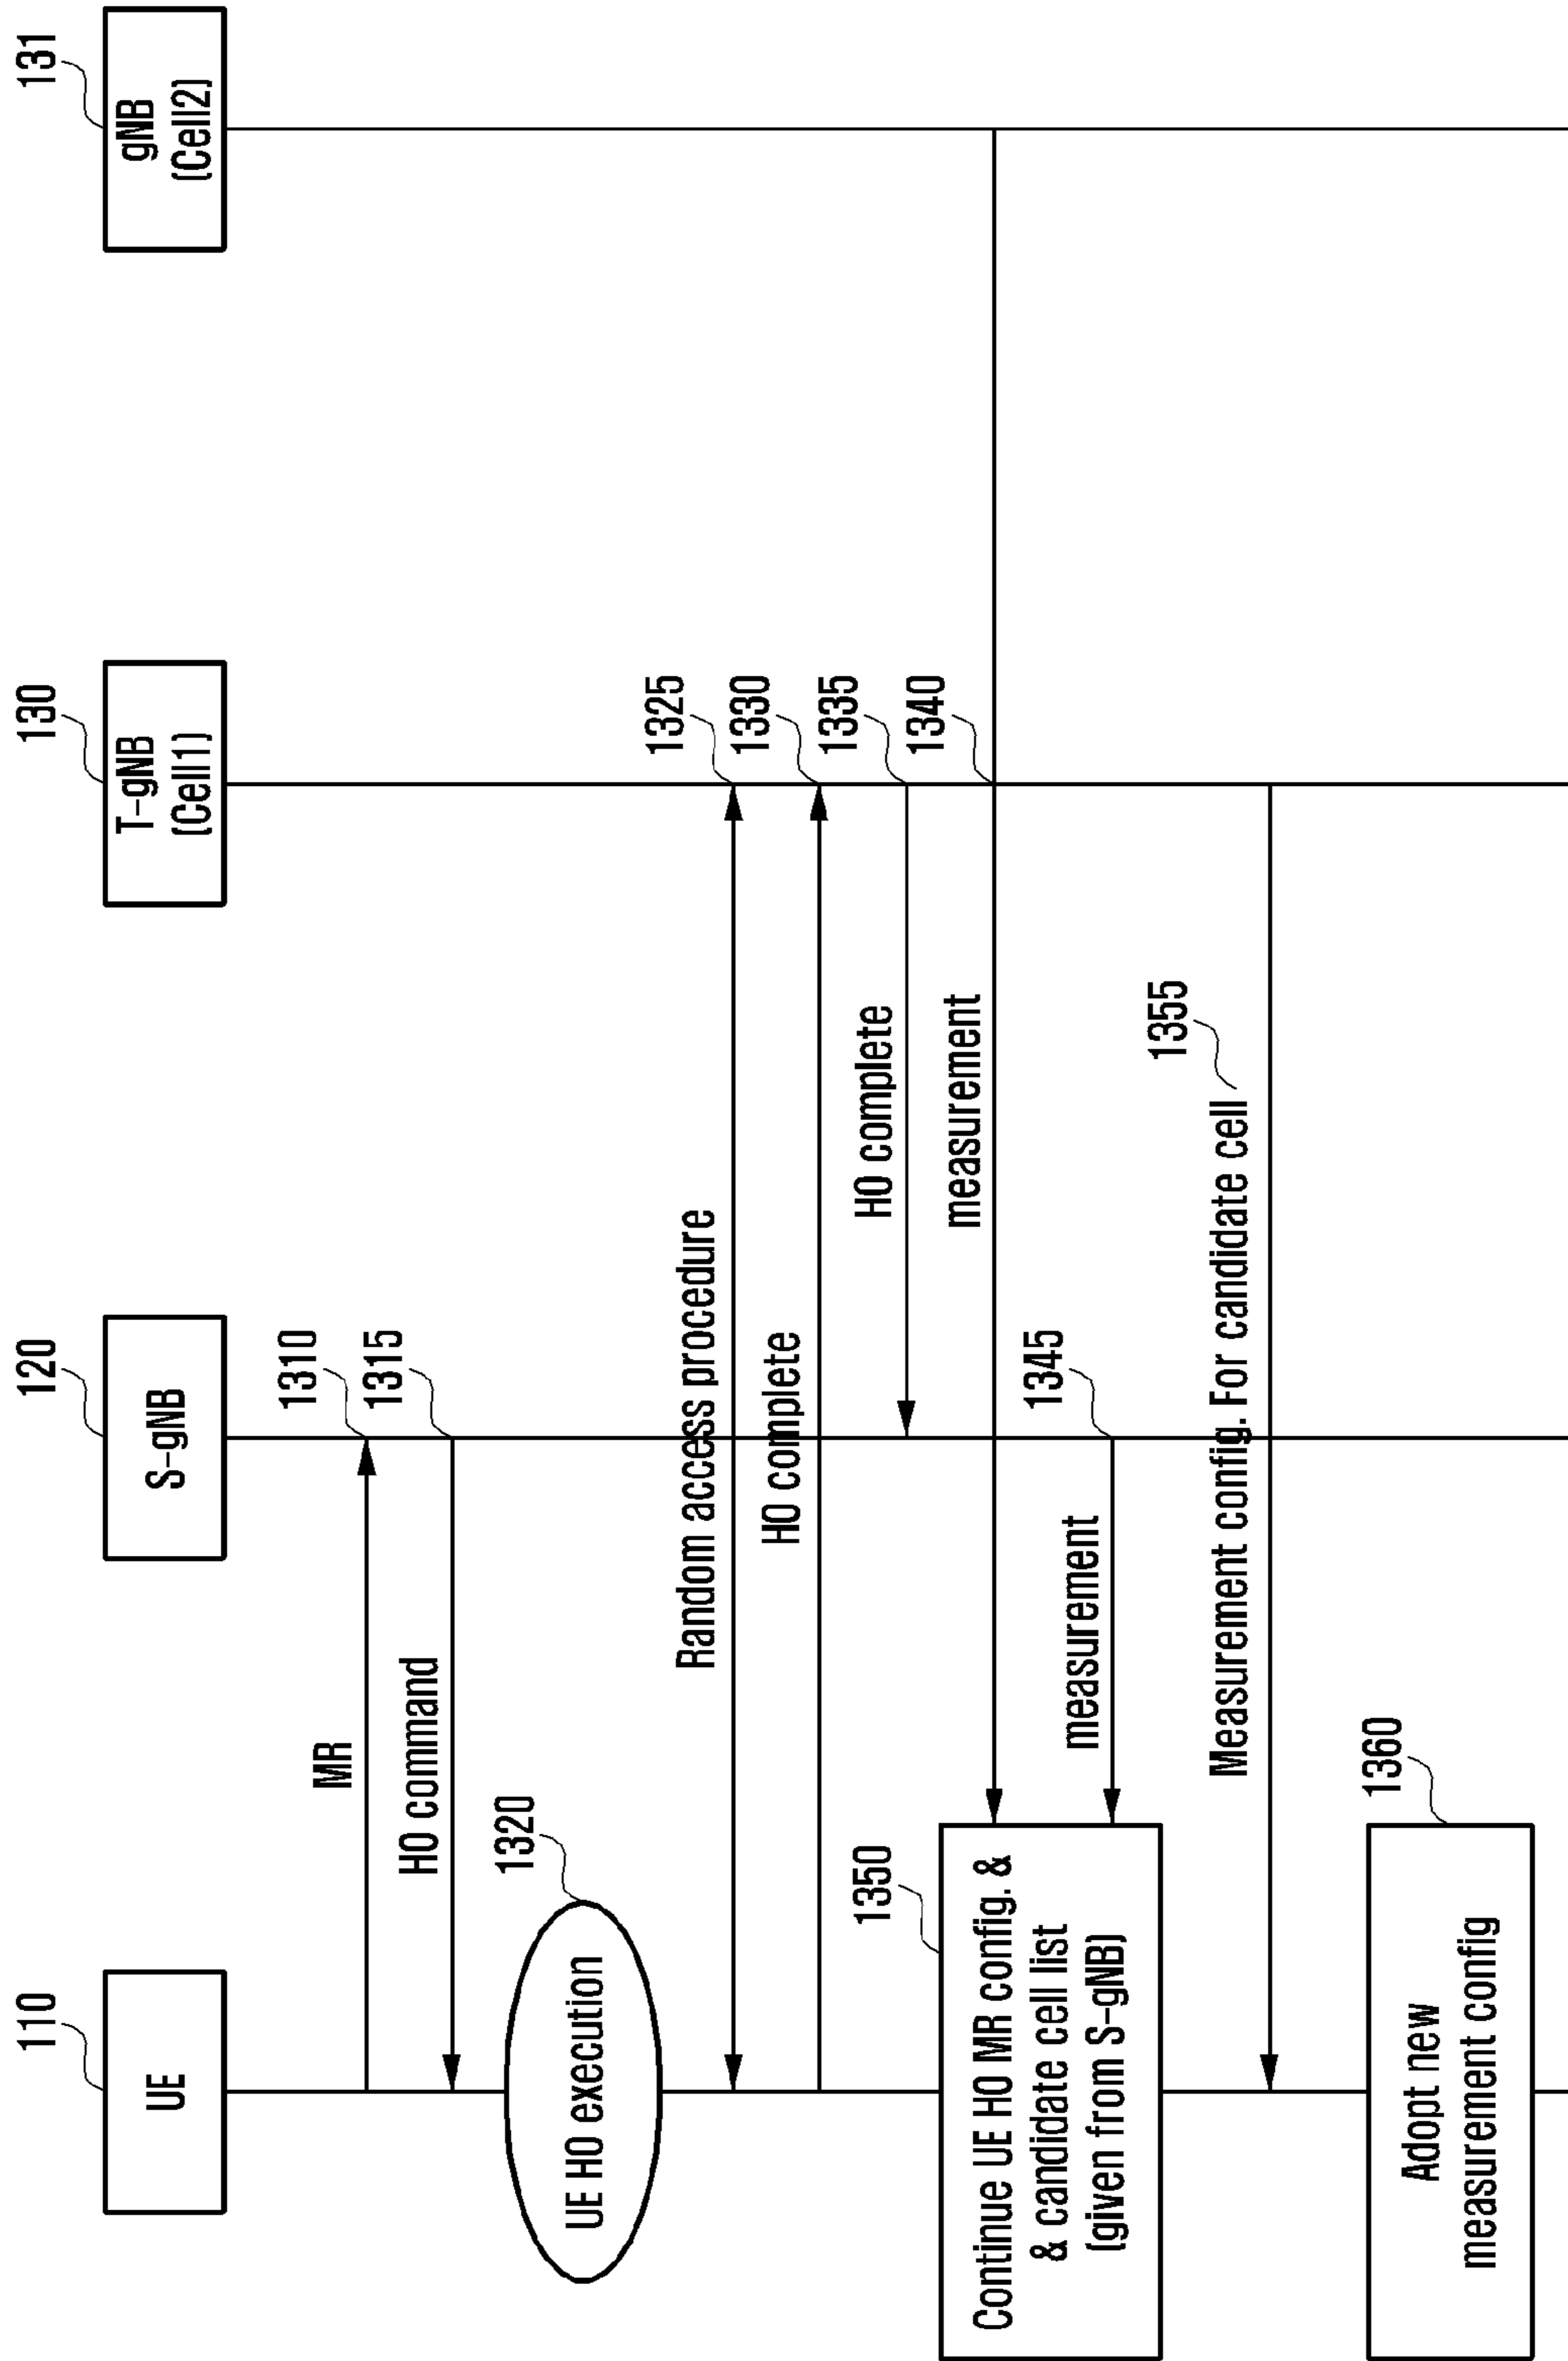 110
UE
120
S-gNB
130
T-gNB
(Cell1)
131
gNB
(Cell2)
MR
1310
HO command
1315
1320
UE HO execution
Random access procedure
1325
HO complete
1330
HO complete
1335
measurement
1340
1350
Continue UE HO MR config. &
& candidate cell list
(given from S-gNB)
measurement
1345
Measurement config. For candidate cell
1355
1360
Adopt new
measurement config